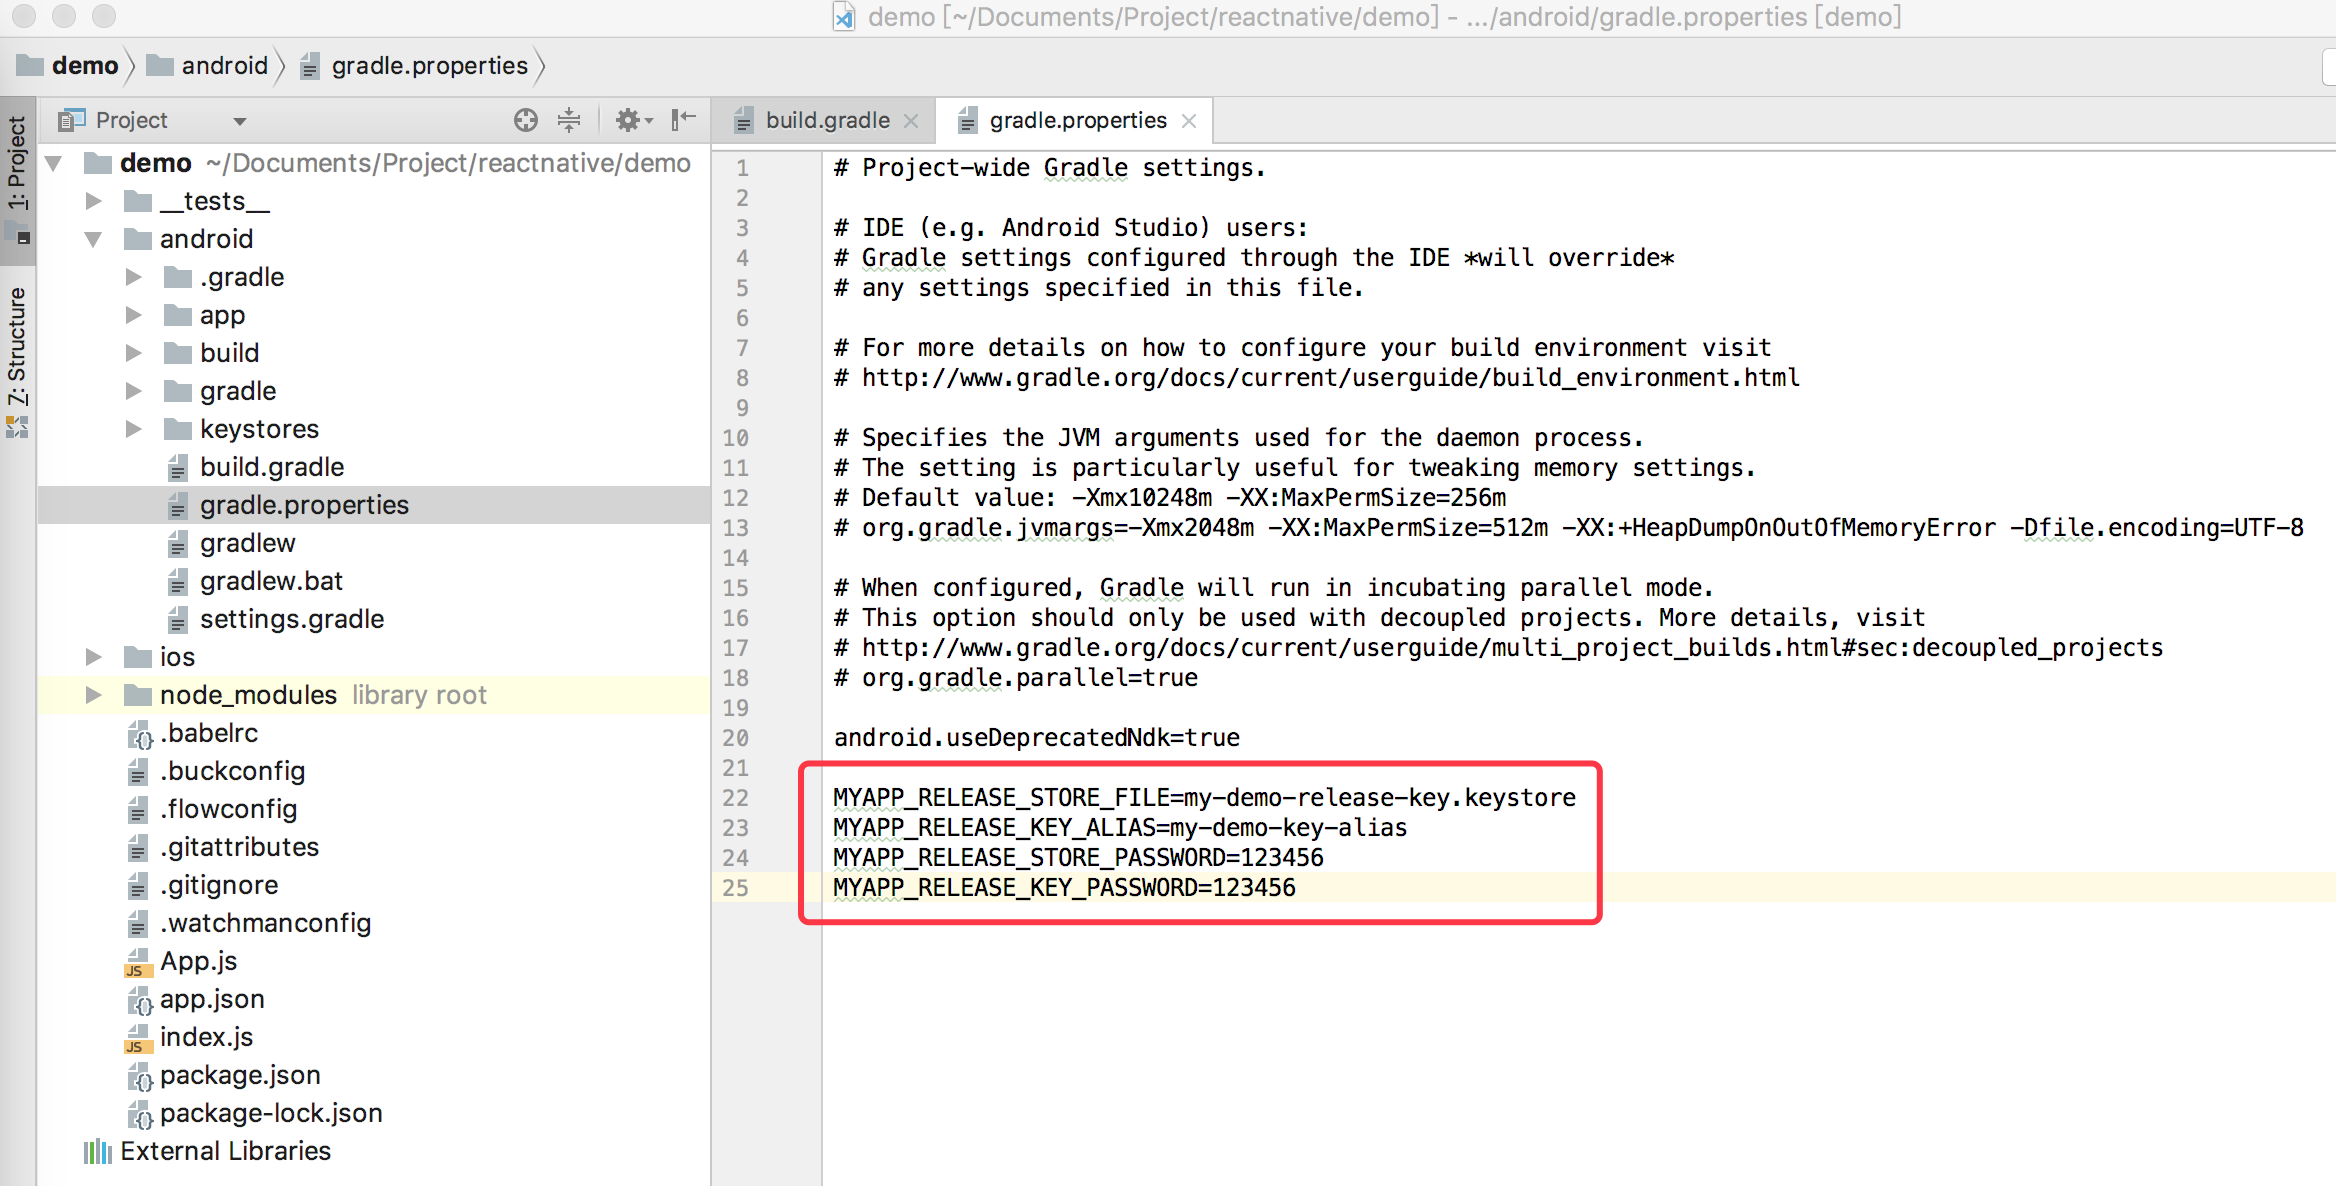 demo [~/Documents/Project/reactnative/demo] - .../android/gradle.properties [demo]
demo android gradle.properties
1: Project
7: Structure
Project
demo ~/Documents/Project/reactnative/demo
__tests__
android
.gradle
app
build
gradle
keystores
build.gradle
gradle.properties
gradlew
gradlew.bat
settings.gradle
ios
node_modules library root
.babelrc
.buckconfig
.flowconfig
.gitattributes
.gitignore
.watchmanconfig
App.js
app.json
index.js
package.json
package-lock.json
External Libraries
build.gradle gradle.properties
1 # Project-wide Gradle settings.
2
3 # IDE (e.g. Android Studio) users:
4 # Gradle settings configured through the IDE *will override*
5 # any settings specified in this file.
6
7 # For more details on how to configure your build environment visit
8 # http://www.gradle.org/docs/current/userguide/build_environment.html
9
10 # Specifies the JVM arguments used for the daemon process.
11 # The setting is particularly useful for tweaking memory settings.
12 # Default value: -Xmx10248m -XX:MaxPermSize=256m
13 # org.gradle.jvmargs=-Xmx2048m -XX:MaxPermSize=512m -XX:+HeapDumpOnOutOfMemoryError -Dfile.encoding=UTF-8
14
15 # When configured, Gradle will run in incubating parallel mode.
16 # This option should only be used with decoupled projects. More details, visit
17 # http://www.gradle.org/docs/current/userguide/multi_project_builds.html#sec:decoupled_projects
18 # org.gradle.parallel=true
19
20 android.useDeprecatedNdk=true
21
22 MYAPP_RELEASE_STORE_FILE=my-demo-release-key.keystore
23 MYAPP_RELEASE_KEY_ALIAS=my-demo-key-alias
24 MYAPP_RELEASE_STORE_PASSWORD=123456
25 MYAPP_RELEASE_KEY_PASSWORD=123456